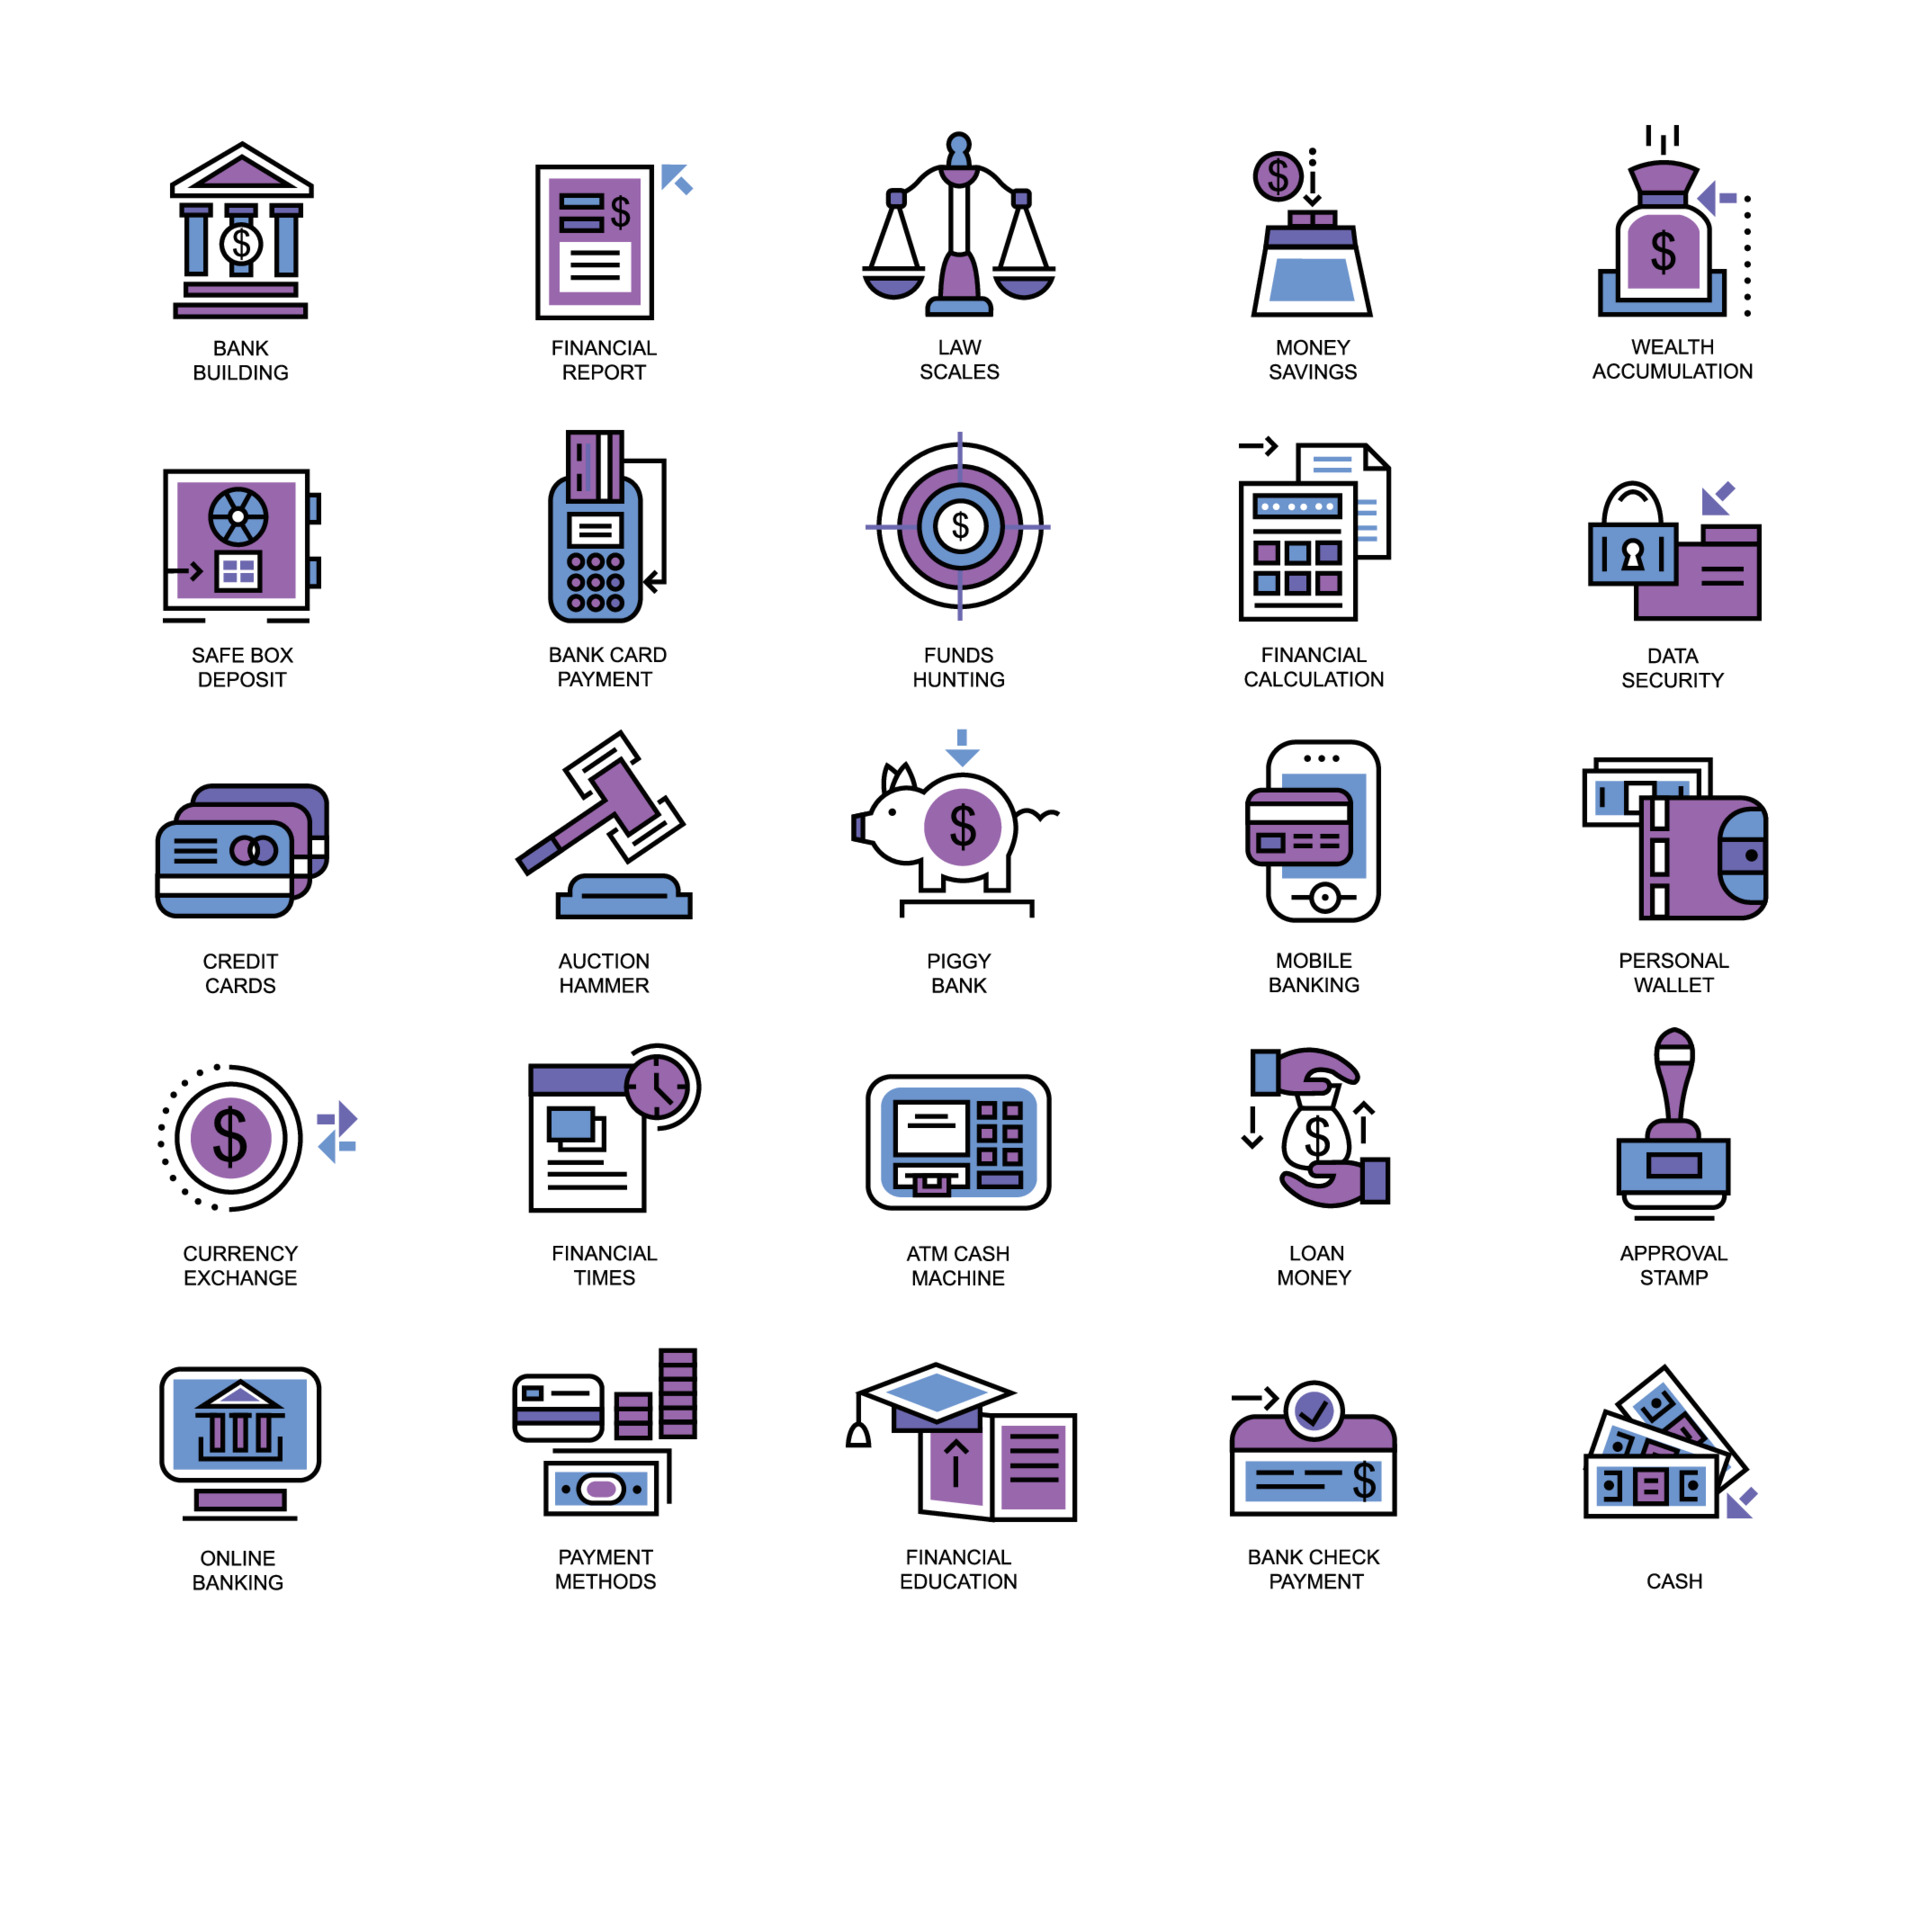 $
$
$
$
BANK
BUILDING
FINANCIAL
REPORT
LAW
SCALES
MONEY
SAVINGS
WEALTH
ACCUMULATION
$
SAFE BOX
DEPOSIT
BANK CARD
PAYMENT
FUNDS
HUNTING
FINANCIAL
CALCULATION
DATA
SECURITY
$
CREDIT
CARDS
AUCTION
HAMMER
PIGGY
BANK
MOBILE
BANKING
PERSONAL
WALLET
$
$
CURRENCY
EXCHANGE
FINANCIAL
TIMES
ATM CASH
MACHINE
LOAN
MONEY
APPROVAL
STAMP
$
ONLINE
BANKING
PAYMENT
METHODS
FINANCIAL
EDUCATION
BANK CHECK
PAYMENT
CASH